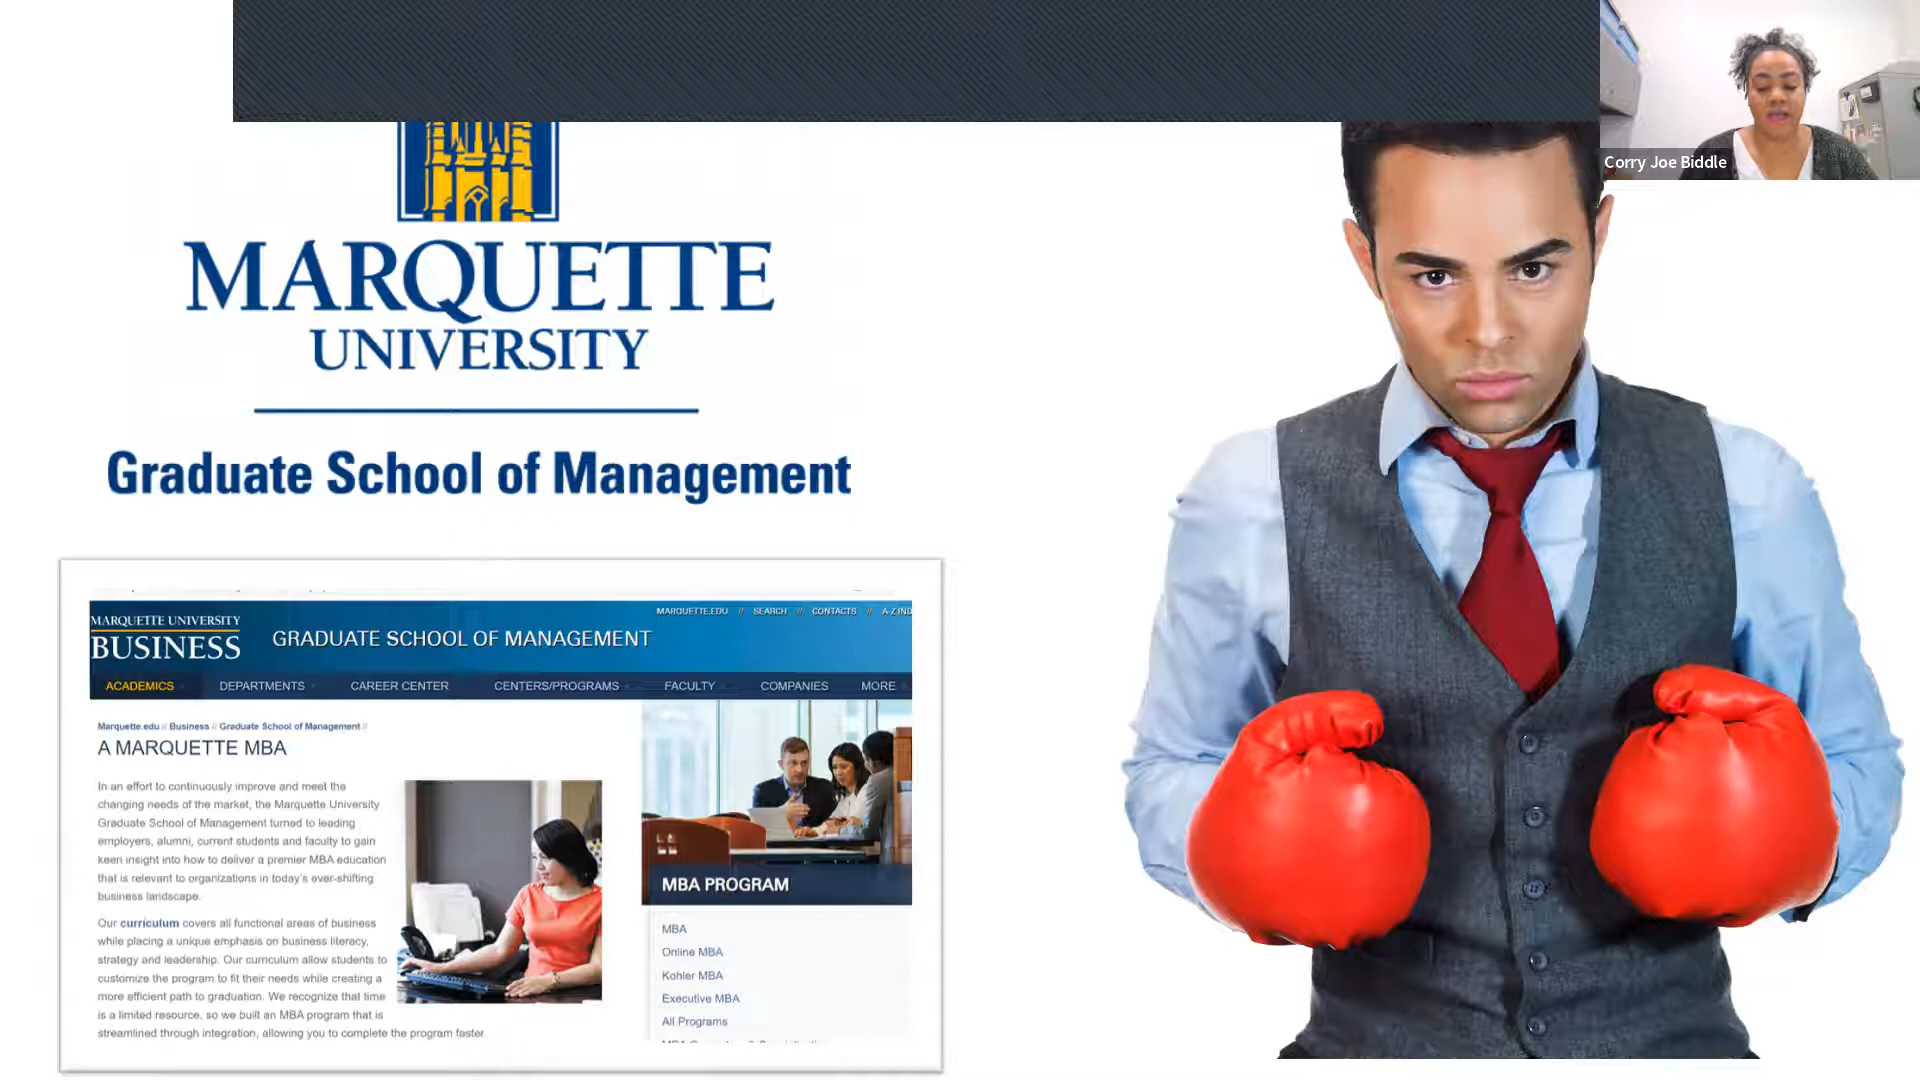 Corry Joe Biddle
MARQUETTE
UNIVERSITY
Graduate School of Management
MARQUETTE UNIVERSITY
BUSINESS
GRADUATE SCHOOL OF MANAGEMENT
MARQUETTE.EDU // SEARCH // CONTACTS // A-Z IND
ACADEMICS DEPARTMENTS CAREER CENTER CENTERS/PROGRAMS FACULTY COMPANIES MORE
Marquette.edu // Business // Graduate School of Management //
A MARQUETTE MBA
In an effort to continuously improve and meet the
changing needs of the market, the Marquette University
Graduate School of Management turned to leading
employers, alumni, current students and faculty to gain
keen insight into how to deliver a premier MBA education
that is relevant to organizations in today's ever-shifting
business landscape.
Our curriculum covers all functional areas of business
while placing a unique emphasis on business literacy,
strategy and leadership. Our curriculum allow students to
customize the program to fit their needs while creating a
more efficient path to graduation. We recognize that time
is a limited resource, so we built an MBA program that is
streamlined through integration, allowing you to complete the program faster.
MBA PROGRAM
MBA
Online MBA
Kohler MBA
Executive MBA
All Programs